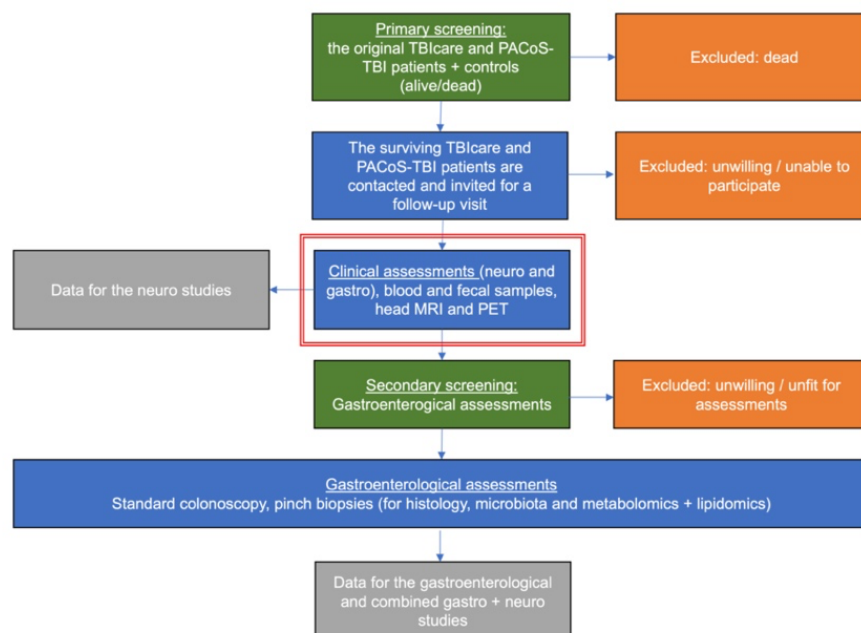 Primary screening:
the original TBIcare and PACoS-
TBI patients + controls
(alive/dead)
Excluded: dead
The surviving TBIcare and
PACoS-TBI patients are
contacted and invited for a
follow-up visit
Excluded: unwilling / unable to
participate
Data for the neuro studies
Clinical assessments (neuro and
gastro), blood and fecal samples,
head MRI and PET
Secondary screening:
Gastroenterogical assessments
Excluded: unwilling / unfit for
assessments
Gastroenterological assessments
Standard colonoscopy, pinch biopsies (for histology, microbiota and metabolomics + lipidomics)
Data for the gastroenterological
and combined gastro + neuro
studies